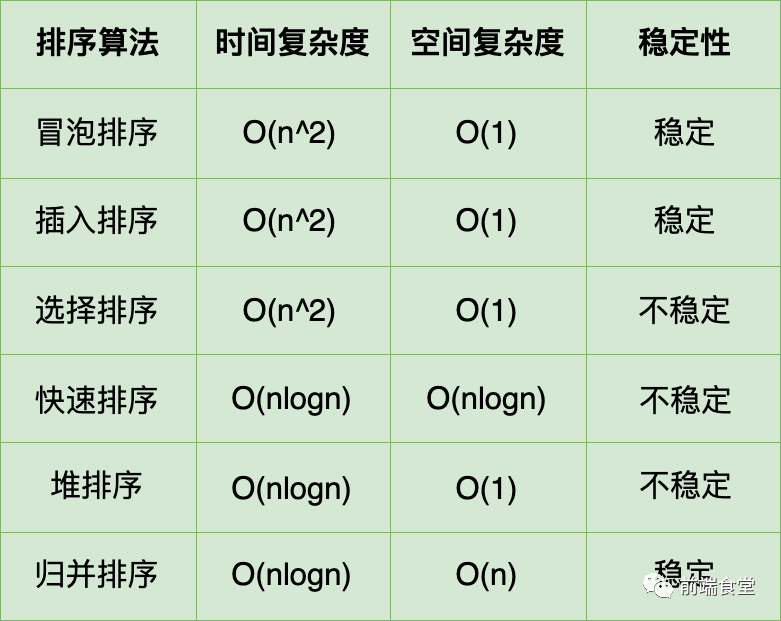 排序算法 时间复杂度 空间复杂度 稳定性
冒泡排序 O(n^2) O(1) 稳定
插入排序 O(n^2) O(1) 稳定
选择排序 O(n^2) O(1) 不稳定
快速排序 O(nlogn) O(nlogn) 不稳定
堆排序 O(nlogn) O(1) 不稳定
归并排序 O(nlogn) O(n) 稳定
前端食堂